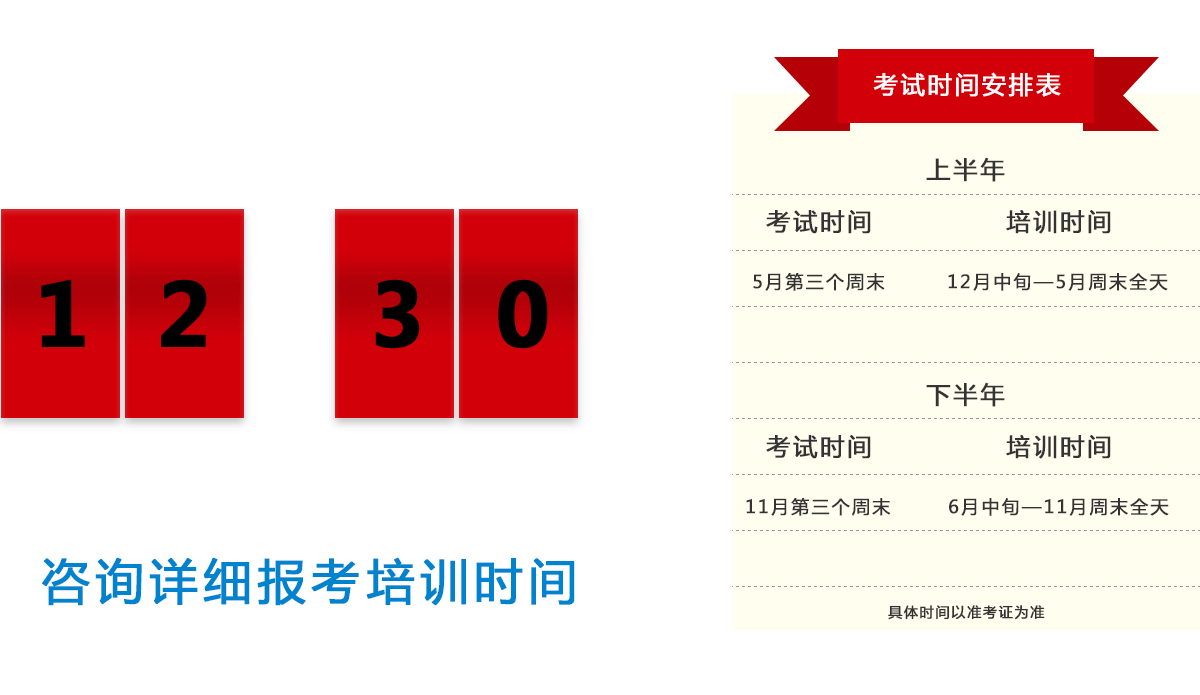 12 30
咨询详细报考培训时间
考试时间安排表
上半年
考试时间 培训时间
5月第三个周末 12月中旬—5月周末全天
下半年
考试时间 培训时间
11月第三个周末 6月中旬—11月周末全天
具体时间以准考证为准